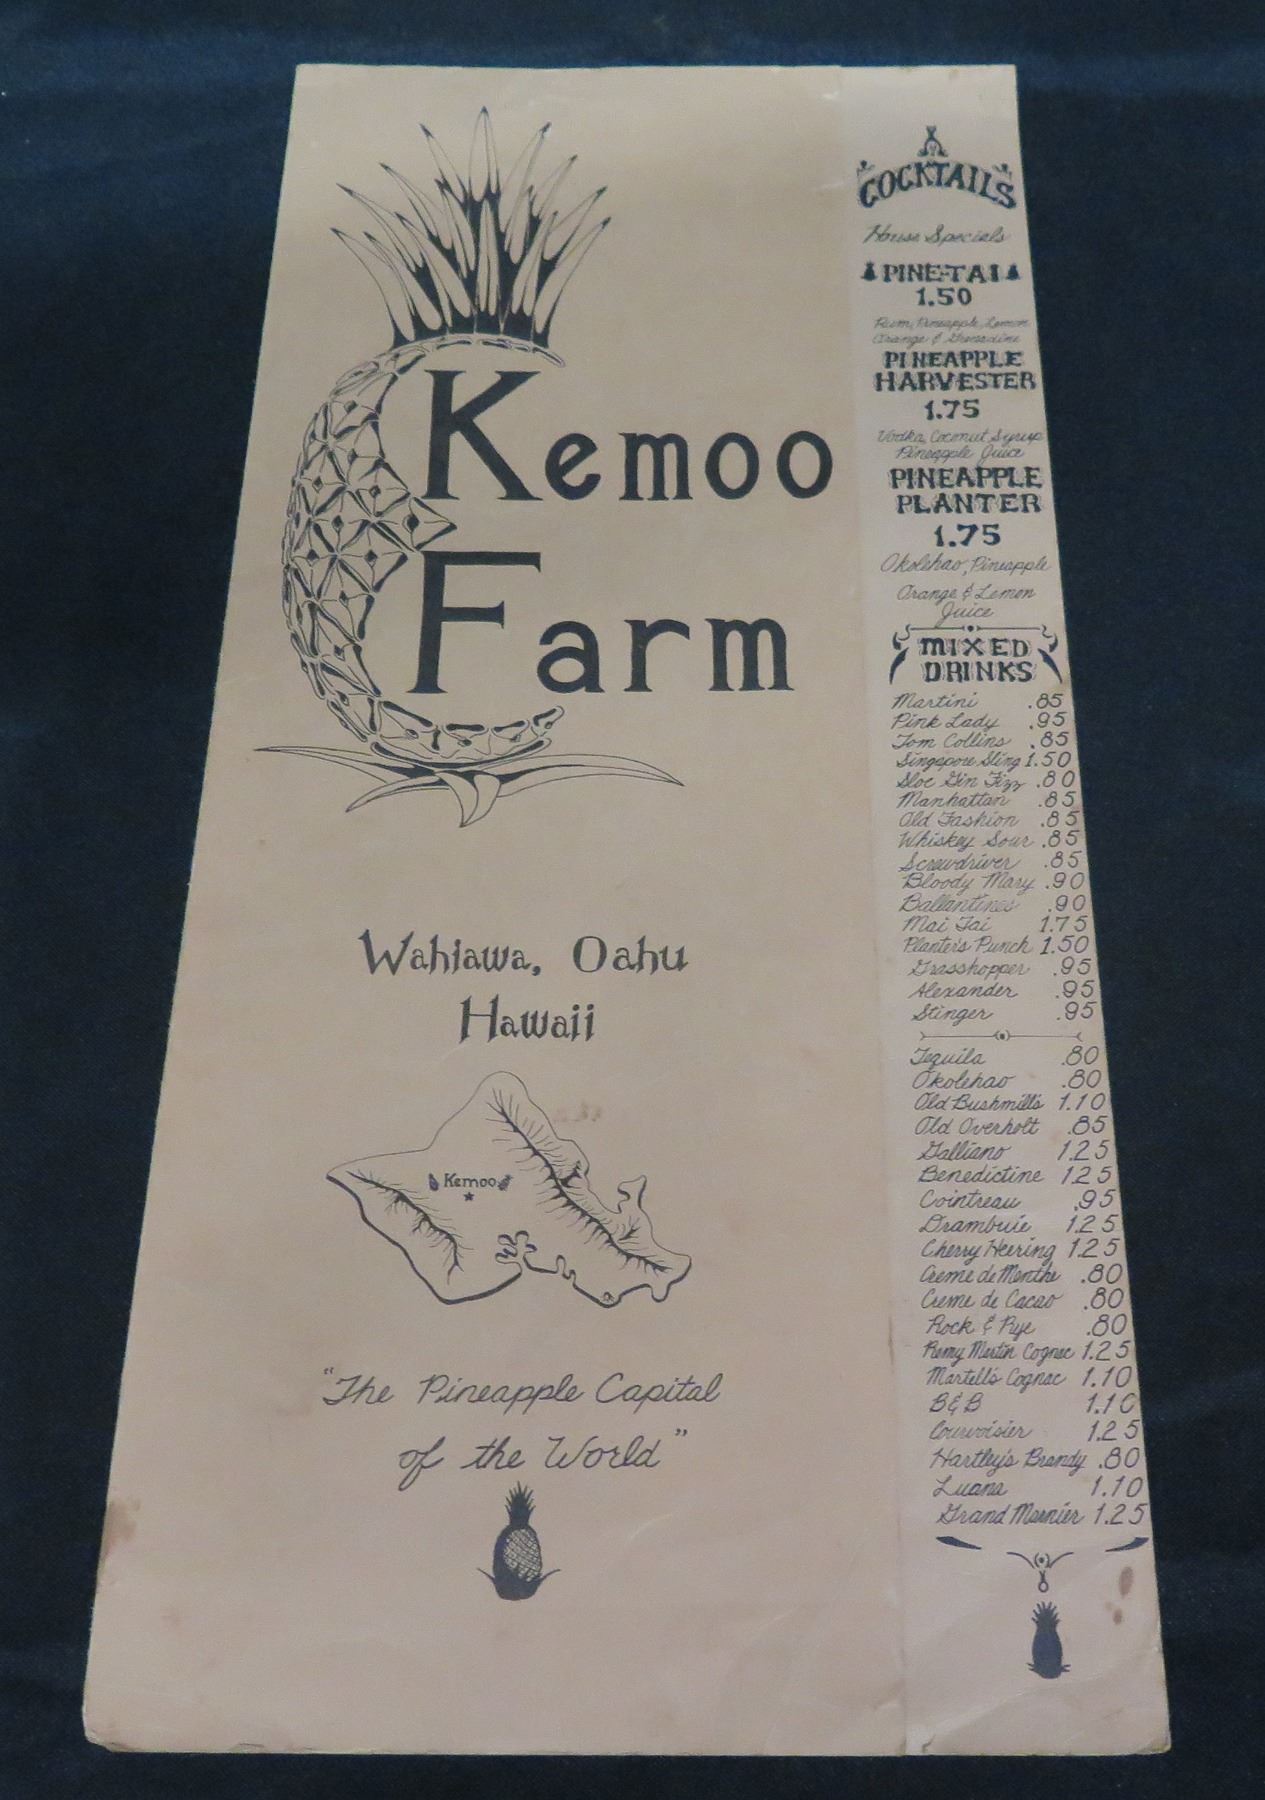 Kemoo
Farm
Wahiawa, Oahu
Hawaii
Kemoo
"The Pineapple Capital
of the World"
COCKTAILS
House Specials
PINE-TAI
1.50
Rum, Pineapple, Lemon
Orange & Grenadine
PINEAPPLE
HARVESTER
1.75
Vodka, Coconut Syrup
Pineapple Juice
PINEAPPLE
PLANTER
1.75
Okolehao, Pineapple
Orange & Lemon
Juice
MIXED
DRINKS
Martini .85
Pink Lady .95
Tom Collins .85
Singapore Sling 1.50
Sloe Gin Fizz .80
Manhattan .85
Old Fashion .85
Whiskey Sour .85
Screwdriver .85
Bloody Mary .90
Ballantines .90
Mai Tai 1.75
Planter's Punch 1.50
Grasshopper .95
Alexander .95
Stinger .95
Tequila .80
Okolehao .80
Old Bushmill's 1.10
Old Overholt .85
Galliano 1.25
Benedictine 1.25
Cointreau .95
Drambuie 1.25
Cherry Heering 1.25
Creme de Menthe .80
Creme de Cacao .80
Rock & Rye .80
Remy Martin Cognac 1.25
Martell's Cognac 1.10
B&B 1.10
Courvoisier 1.25
Hartley's Brandy .80
Luana 1.10
Grand Marnier 1.25